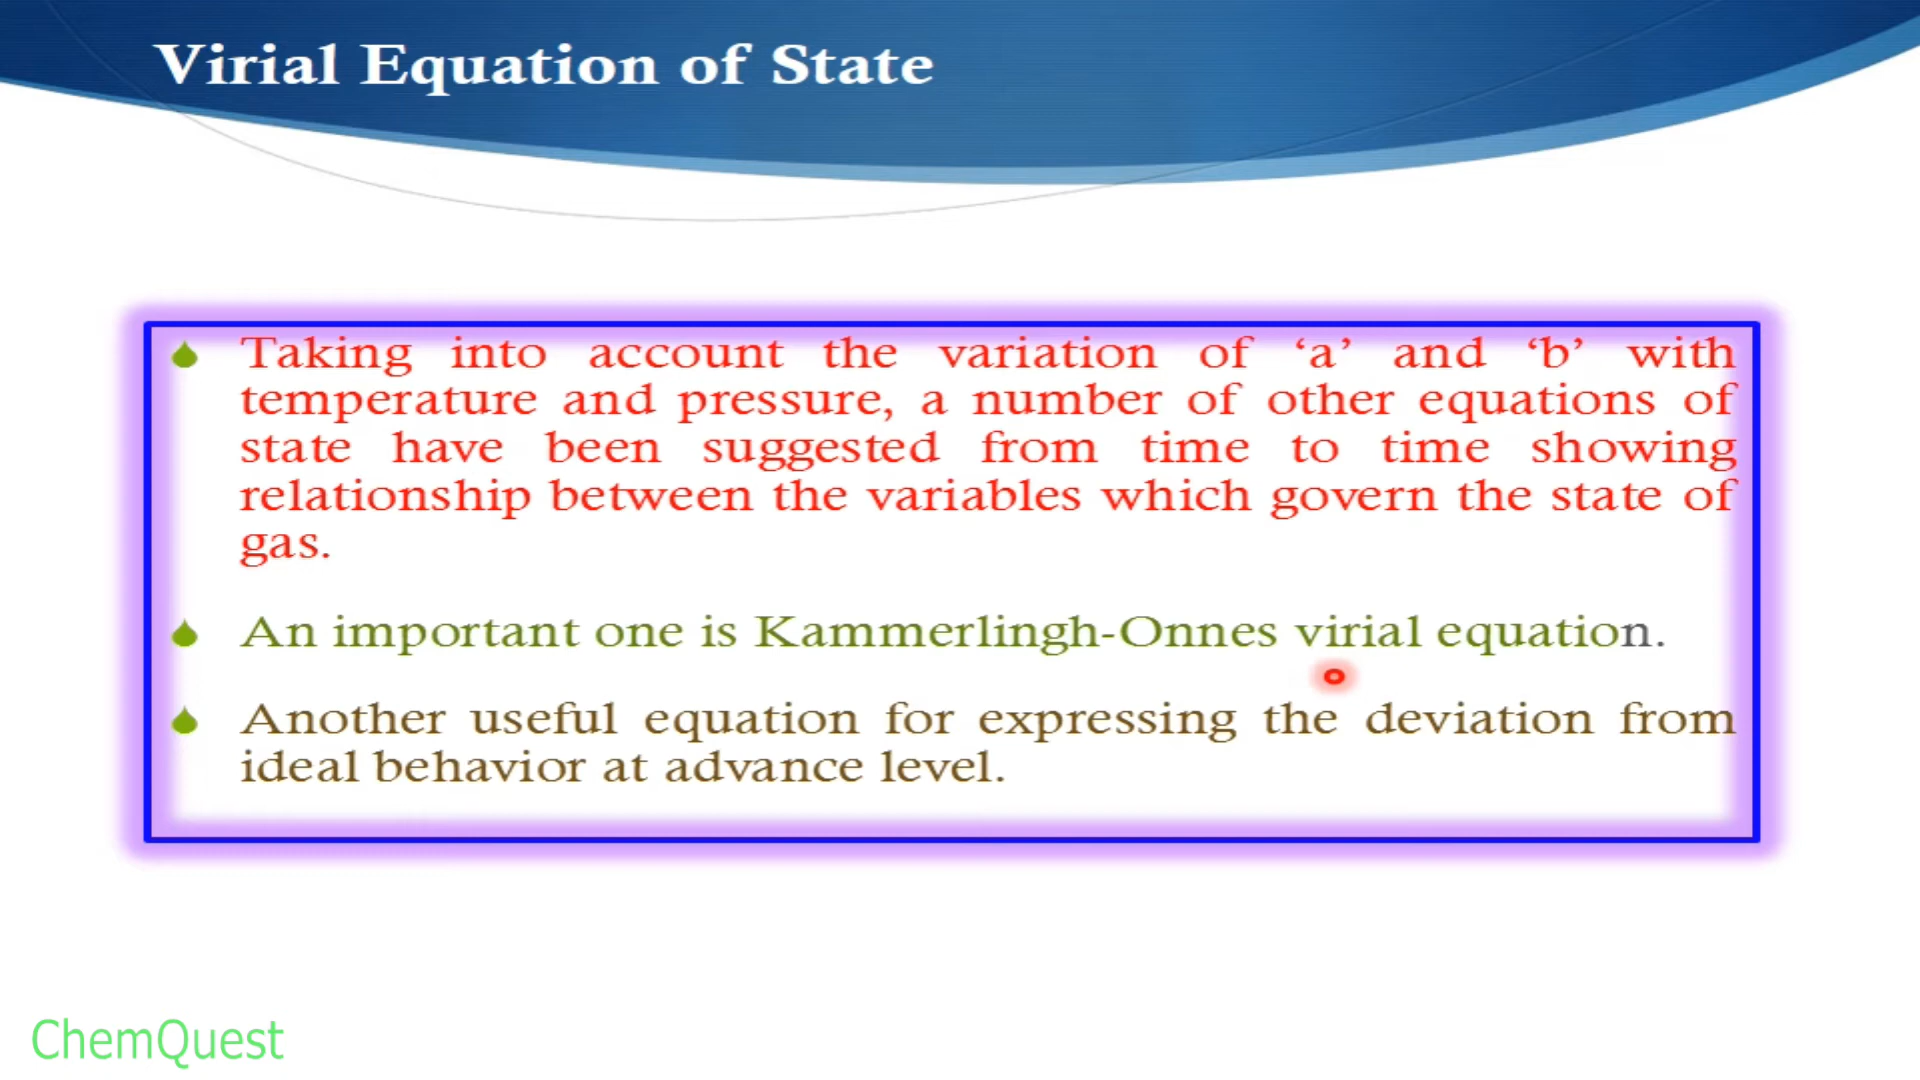 Virial Equation of State
Taking into account the variation of ‘a’ and ‘b’ with
temperature and pressure, a number of other equations of
state have been suggested from time to time showing
relationship between the variables which govern the state of
gas.
An important one is Kammerlingh-Onnes virial equation.
Another useful equation for expressing the deviation from
ideal behavior at advance level.
ChemQuest